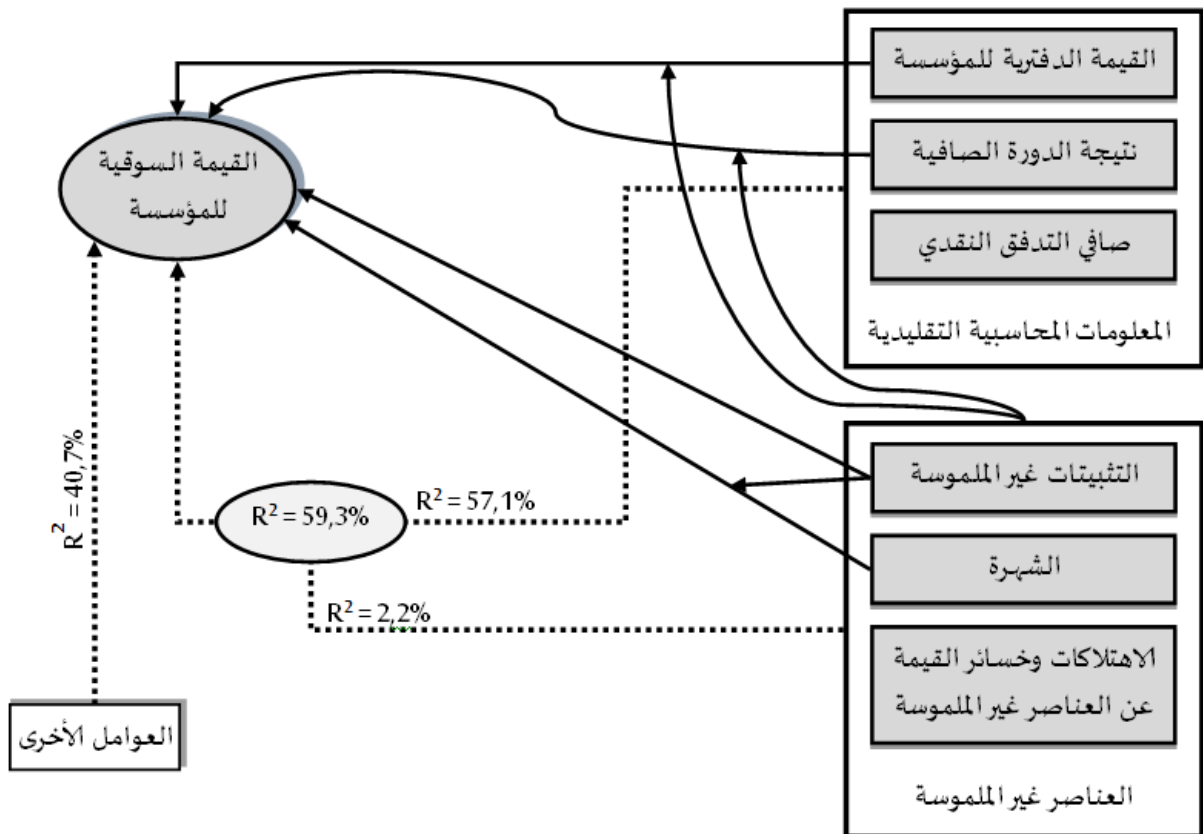 القيمة الدفترية للمؤسسة
نتيجة الدورة الصافية
صافي التدفق النقدي
المعلومات المحاسبية التقليدية
القيمة السوقية
للمؤسسة
التثبيتات غير الملموسة
الشهرة
الاهتلاكات وخسائر القيمة
عن العناصر غير الملموسة
العناصر غير الملموسة
R² = 57,1%
R² = 59,3%
R² = 2,2%
R² = 40,7%
العوامل الأخرى